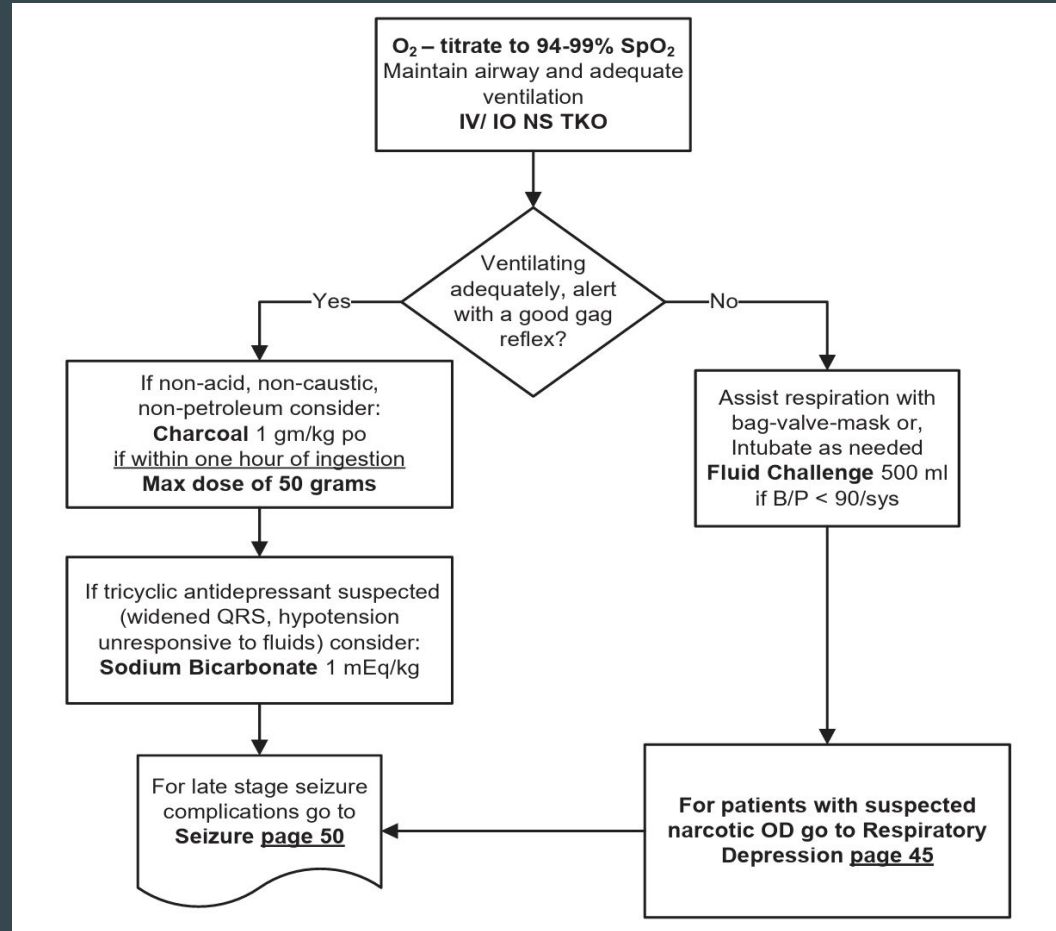 O₂ – titrate to 94-99% SpO₂
Maintain airway and adequate
ventilation
IV/ IO NS TKO
Ventilating
adequately, alert
with a good gag
reflex?
Yes
No
If non-acid, non-caustic,
non-petroleum consider:
Charcoal 1 gm/kg po
if within one hour of ingestion
Max dose of 50 grams
Assist respiration with
bag-valve-mask or,
Intubate as needed
Fluid Challenge 500 ml
if B/P < 90/sys
If tricyclic antidepressant suspected
(widened QRS, hypotension
unresponsive to fluids) consider:
Sodium Bicarbonate 1 mEq/kg
For late stage seizure
complications go to
Seizure page 50
For patients with suspected
narcotic OD go to Respiratory
Depression page 45